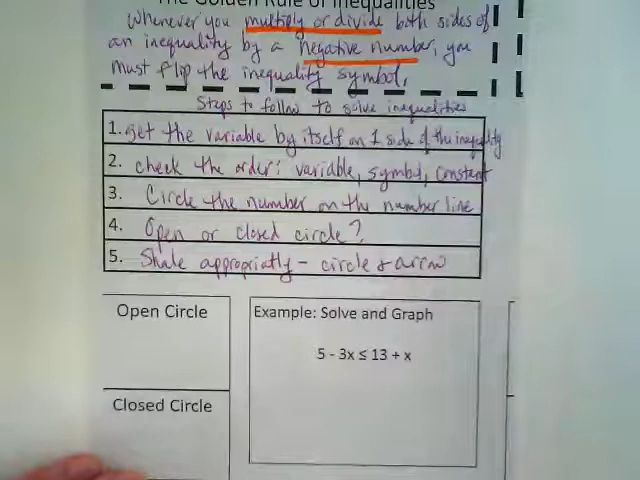 The Golden Rule of Inequalities
Whenever you multiply or divide both sides of
an inequality by a negative number, you
must flip the inequality symbol.
Steps to follow to solve inequalities
1. Get the variable by itself on 1 side of the inequality
2. check the order: variable, symbol, constant
3. Circle the number on the number line
4. Open or closed circle?
5. Shade appropriatly - circle & arrow
Open Circle
Example: Solve and Graph
5 - 3x ≤ 13 + x
Closed Circle